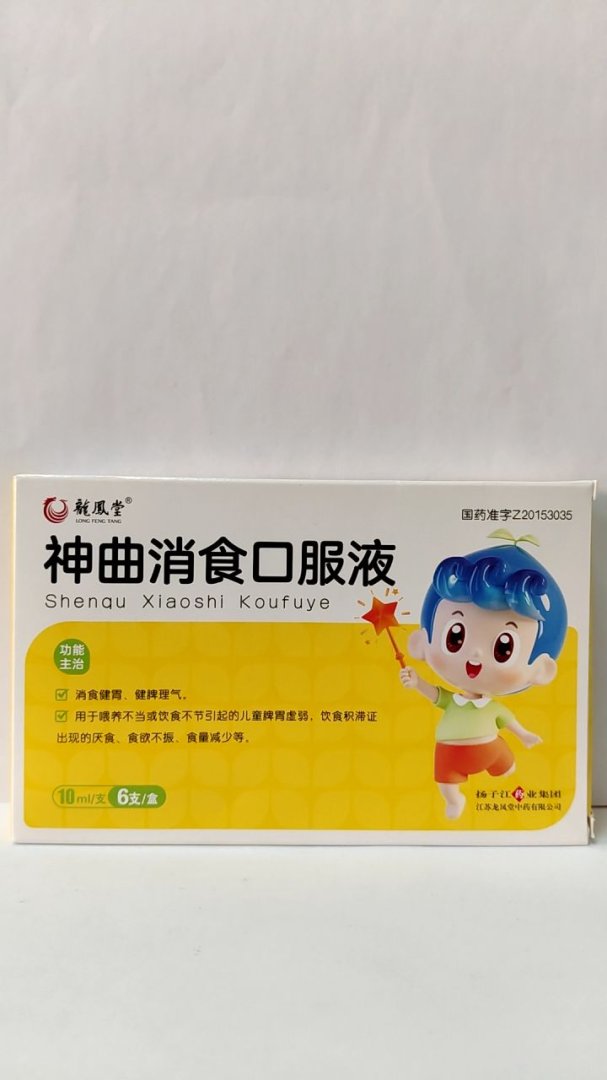 龍鳳堂®
LONG FENG TANG
国药准字Z20153035
神曲消食口服液
Shenqu Xiaoshi Koufuye
功能
主治
消食健胃、健脾理气。
用于喂养不当或饮食不节引起的儿童脾胃虚弱，饮食积滞证
出现的厌食、食欲不振、食量减少等。
10ml/支 6支/盒
扬子江药业集团
江苏龙凤堂中药有限公司